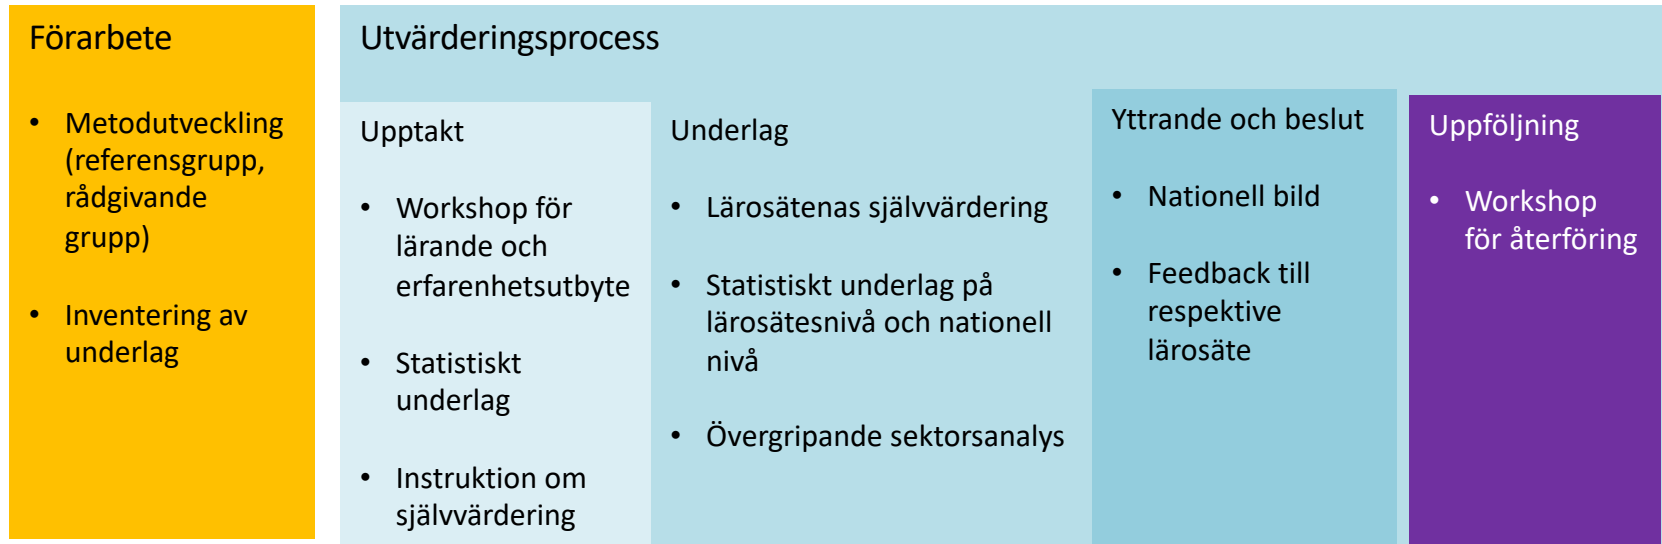 Förarbete
• Metodutveckling
(referensgrupp,
rådgivande
grupp)
• Inventering av
underlag
Utvärderingsprocess
Upptakt
• Workshop för
lärande och
erfarenhetsutbyte
• Statistiskt
underlag
• Instruktion om
självvärdering
Underlag
• Lärosätenas självvärdering
• Statistiskt underlag på
lärosätesnivå och nationell
nivå
• Övergripande sektorsanalys
Yttrande och beslut
• Nationell bild
• Feedback till
respektive
lärosäte
Uppföljning
• Workshop
för återföring